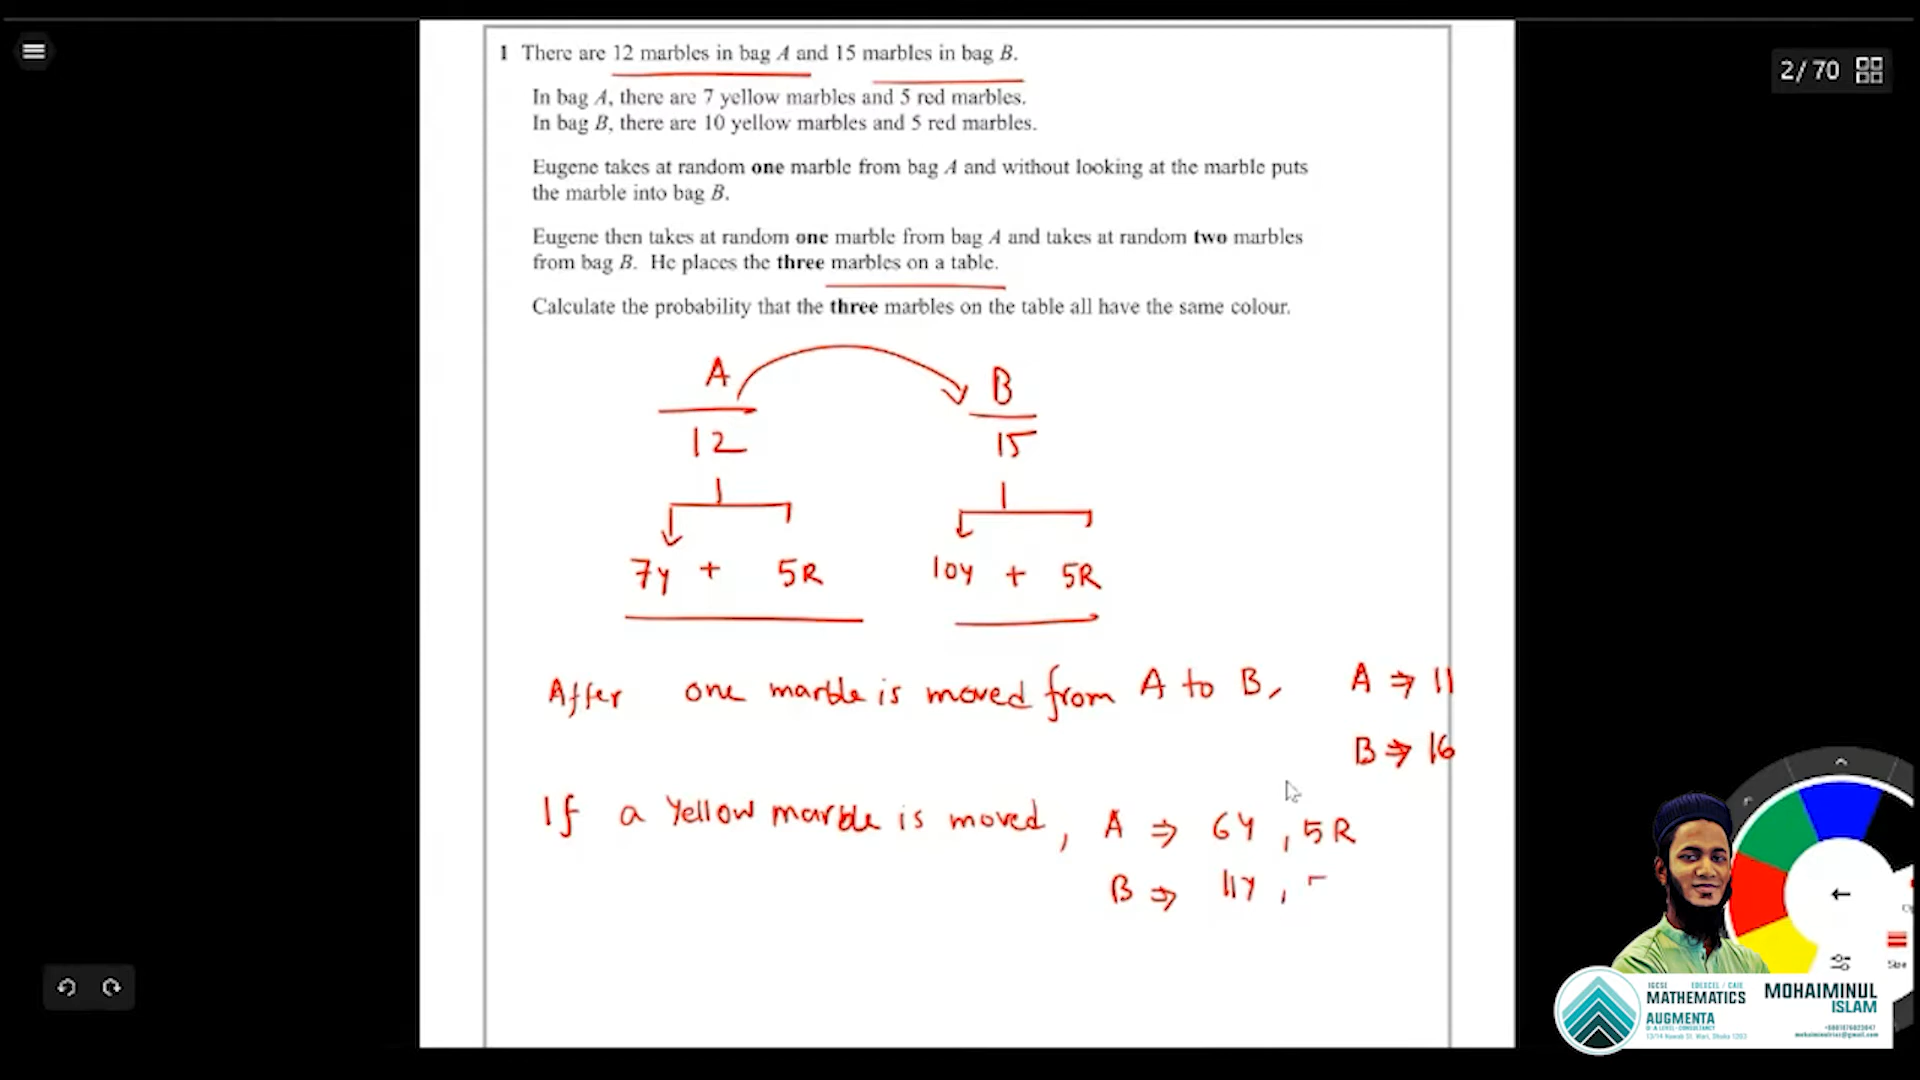 2/70
1 There are 12 marbles in bag A and 15 marbles in bag B.
In bag A, there are 7 yellow marbles and 5 red marbles.
In bag B, there are 10 yellow marbles and 5 red marbles.
Eugene takes at random one marble from bag A and without looking at the marble puts
the marble into bag B.
Eugene then takes at random one marble from bag A and takes at random two marbles
from bag B. He places the three marbles on a table.
Calculate the probability that the three marbles on the table all have the same colour.
A B
12 15
7Y + 5R 10Y + 5R
After one marble is moved from A to B, A ⇒ 11
B ⇒ 16
If a Yellow marble is moved, A ⇒ 6Y, 5R
B ⇒ 11Y,
Size
IGCSE EDEXCEL / CAIE
MATHEMATICS
AUGMENTA
O A LEVEL - CONSULTANCY
MOHAIMINUL
ISLAM